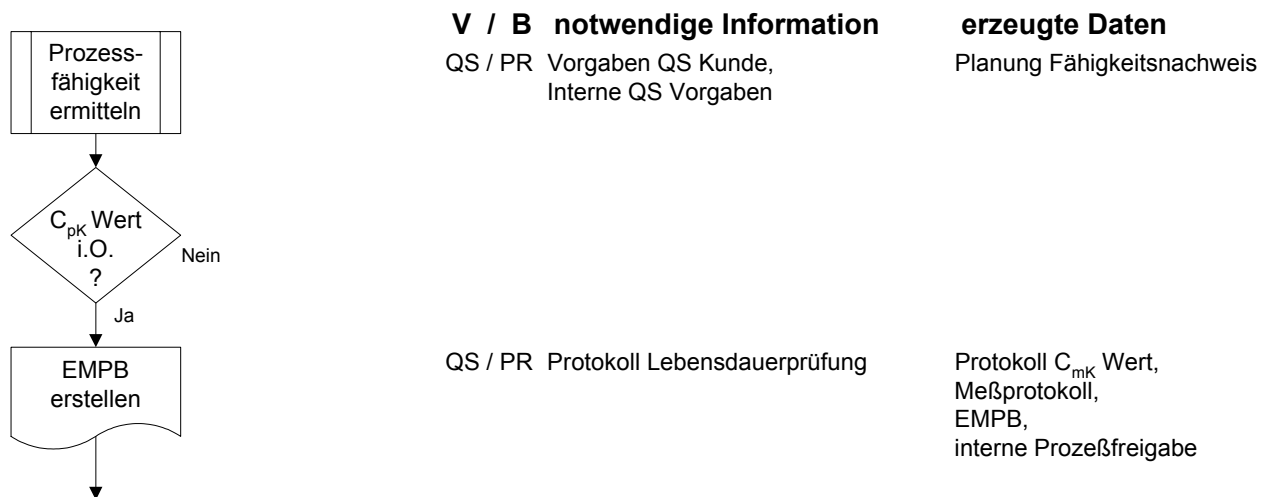 V / B notwendige Information erzeugte Daten
Prozess-
fähigkeit
ermitteln
QS / PR Vorgaben QS Kunde,
Interne QS Vorgaben
Planung Fähigkeitsnachweis
CpK Wert
i.O.
?
Nein
Ja
EMPB
erstellen
QS / PR Protokoll Lebensdauerprüfung
Protokoll CmK Wert,
Meßprotokoll,
EMPB,
interne Prozeßfreigabe